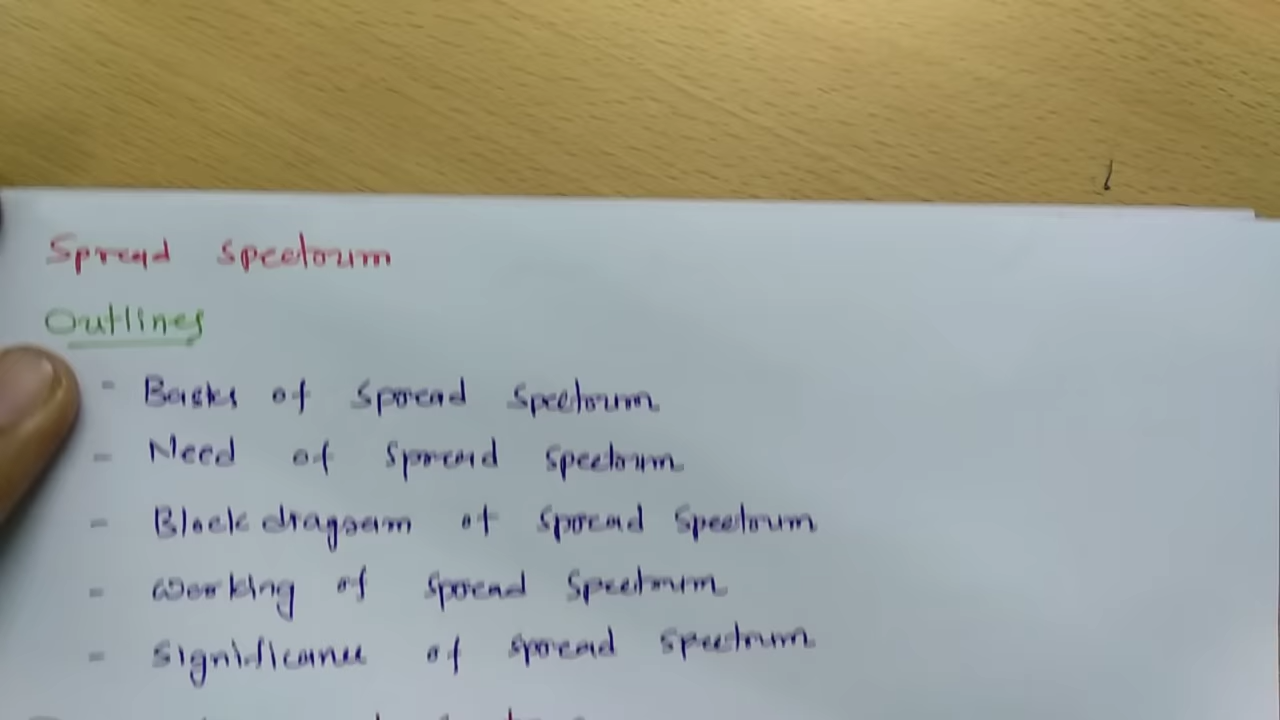 Spread Spectrum
Outlines
- Basics of Spread Spectrum
- Need of Spread Spectrum
- Block diagram of Spread Spectrum
- Working of Spread Spectrum
- Significance of Spread Spectrum